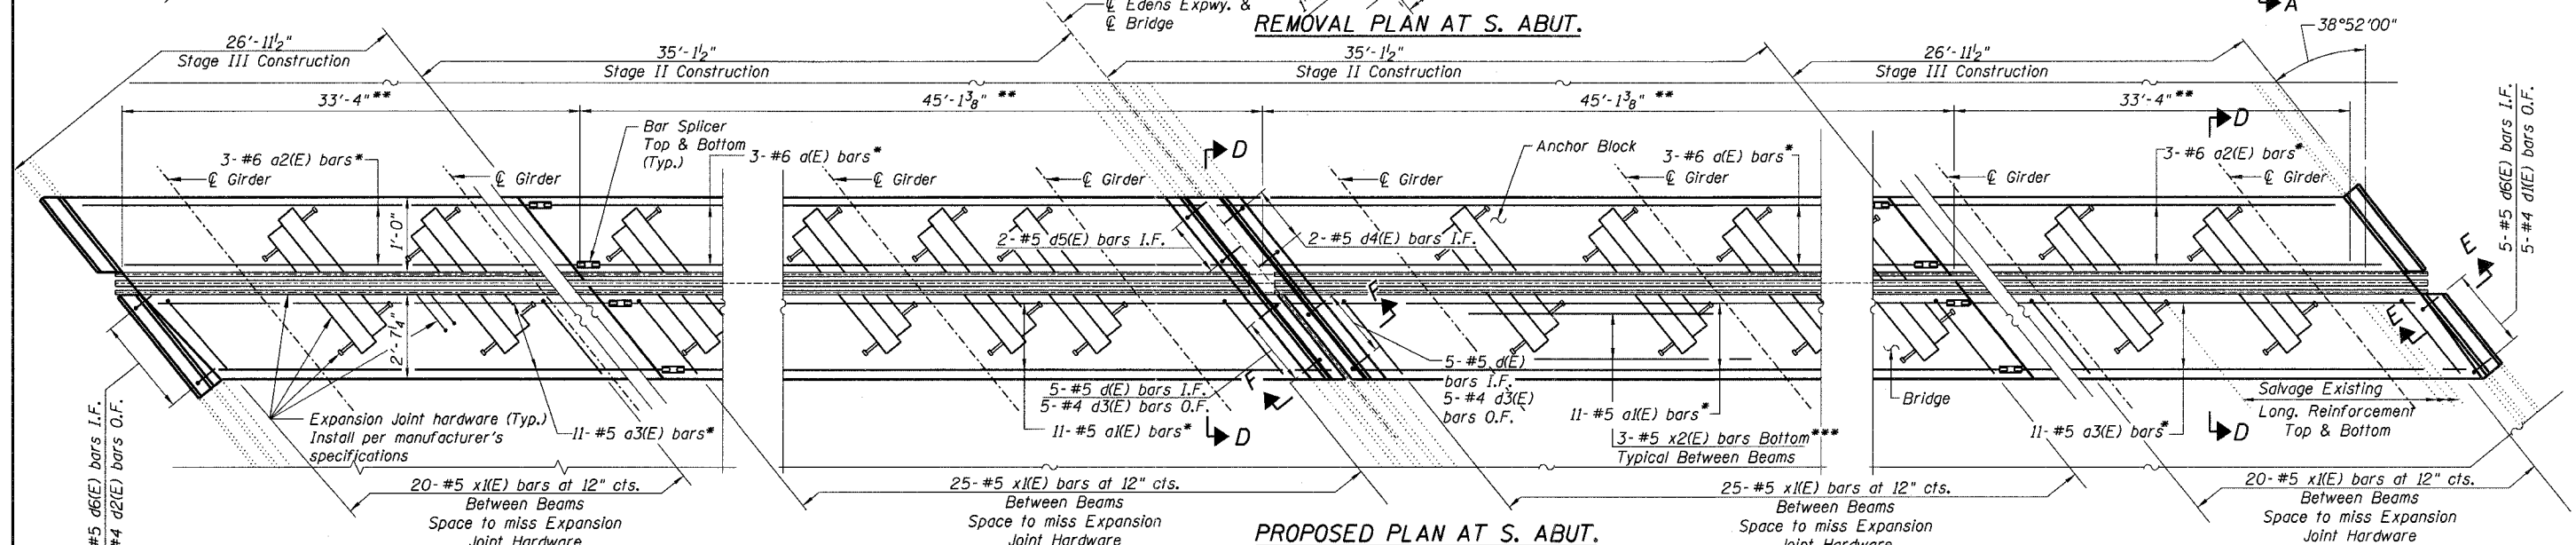 ℄ Edens Expwy. &
℄ Bridge
REMOVAL PLAN AT S. ABUT.
A
38°52'00"
26'-11½"
Stage III Construction
35'-1½"
Stage II Construction
35'-1½"
Stage II Construction
26'-11½"
Stage III Construction
33'-4" **
45'-1⅜" **
45'-1⅜" **
33'-4" **
Bar Splicer
Top & Bottom
(Typ.)
3- #6 a2(E) bars*
3- #6 a(E) bars*
D
Anchor Block
3- #6 a(E) bars*
D
3- #6 a2(E) bars*
5- #5 d6(E) bars I.F.
5- #4 d1(E) bars O.F.
℄ Girder
℄ Girder
℄ Girder
℄ Girder
℄ Girder
℄ Girder
℄ Girder
℄ Girder
1'-0"
2- #5 d5(E) bars I.F.
2- #5 d4(E) bars I.F.
E
2'-7¼"
F
E
5- #5 d(E) bars I.F.
5- #4 d3(E) bars O.F.
F
5- #5 d(E)
bars I.F.
5- #4 d3(E)
bars O.F.
Bridge
Salvage Existing
Long. Reinforcement
Top & Bottom
#5 d6(E) bars I.F.
#4 d2(E) bars O.F.
Expansion Joint hardware (Typ.)
Install per manufacturer's
specifications
11- #5 a3(E) bars*
11- #5 a1(E) bars*
D
11- #5 a1(E) bars*
3- #5 x2(E) bars Bottom***
Typical Between Beams
11- #5 a3(E) bars*
D
20- #5 x1(E) bars at 12" cts.
Between Beams
Space to miss Expansion
Joint Hardware
25- #5 x1(E) bars at 12" cts.
Between Beams
Space to miss Expansion
Joint Hardware
25- #5 x1(E) bars at 12" cts.
Between Beams
Space to miss Expansion
Joint Hardware
20- #5 x1(E) bars at 12" cts.
Between Beams
Space to miss Expansion
Joint Hardware
PROPOSED PLAN AT S. ABUT.